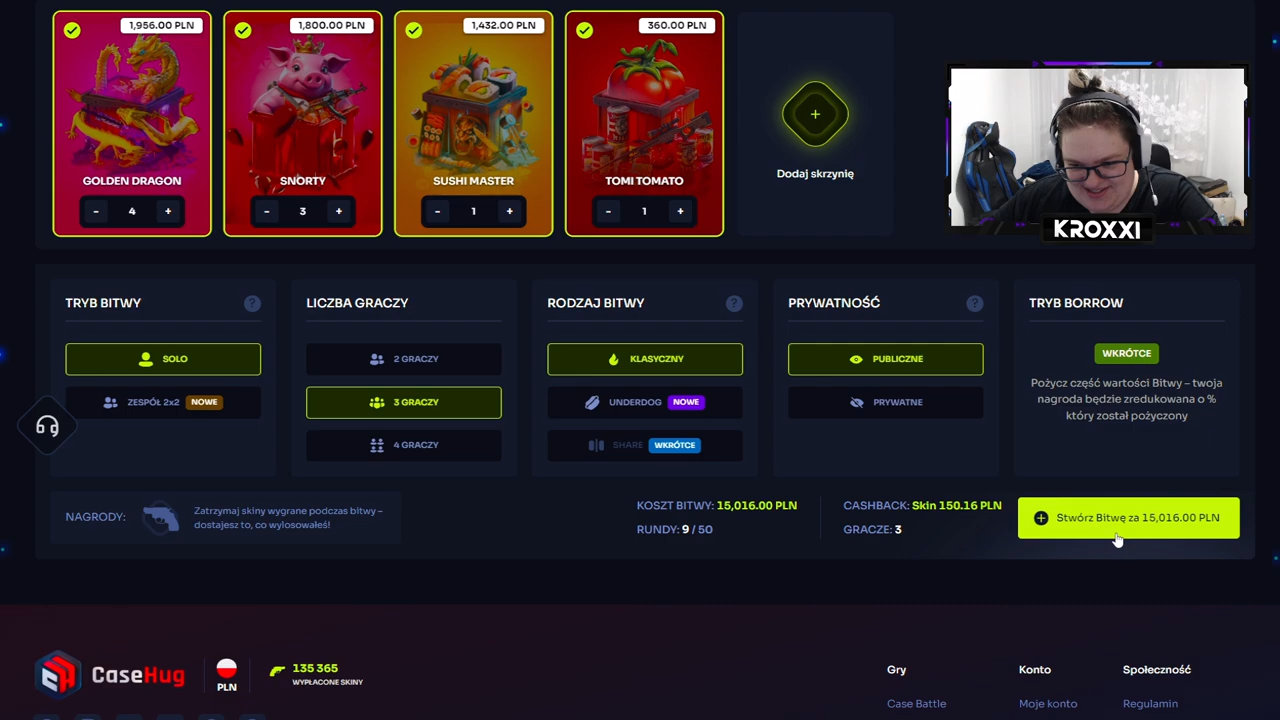 1,956.00 PLN
1,800.00 PLN
1,432.00 PLN
360.00 PLN
GOLDEN DRAGON
SNORTY
SUSHI MASTER
TOMI TOMATO
- 4 +
- 3 +
- 1 +
- 1 +
+
Dodaj skrzynię
KROXXI
TRYB BITWY ?
SOLO
ZESPÓŁ 2x2 NOWE
LICZBA GRACZY
2 GRACZY
3 GRACZY
4 GRACZY
RODZAJ BITWY ?
KLASYCZNY
UNDERDOG NOWE
SHARE WKRÓTCE
PRYWATNOŚĆ ?
PUBLICZNE
PRYWATNE
TRYB BORROW
WKRÓTCE
Pożycz część wartości Bitwy – twoja
nagroda będzie zredukowana o %
który został pożyczony
NAGRODY:
Zatrzymaj skiny wygrane podczas bitwy –
dostajesz to, co wylosowałeś!
KOSZT BITWY: 15,016.00 PLN
RUNDY: 9 / 50
CASHBACK: Skin 150.16 PLN
GRACZE: 3
Stwórz Bitwę za 15,016.00 PLN
CaseHug
PLN
135 365
WYPŁACONE SKINY
Gry
Case Battle
Konto
Moje konto
Społeczność
Regulamin